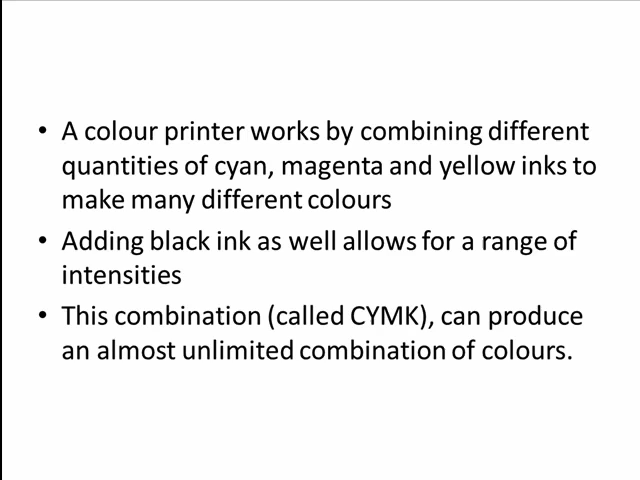 • A colour printer works by combining different
quantities of cyan, magenta and yellow inks to
make many different colours
• Adding black ink as well allows for a range of
intensities
• This combination (called CYMK), can produce
an almost unlimited combination of colours.